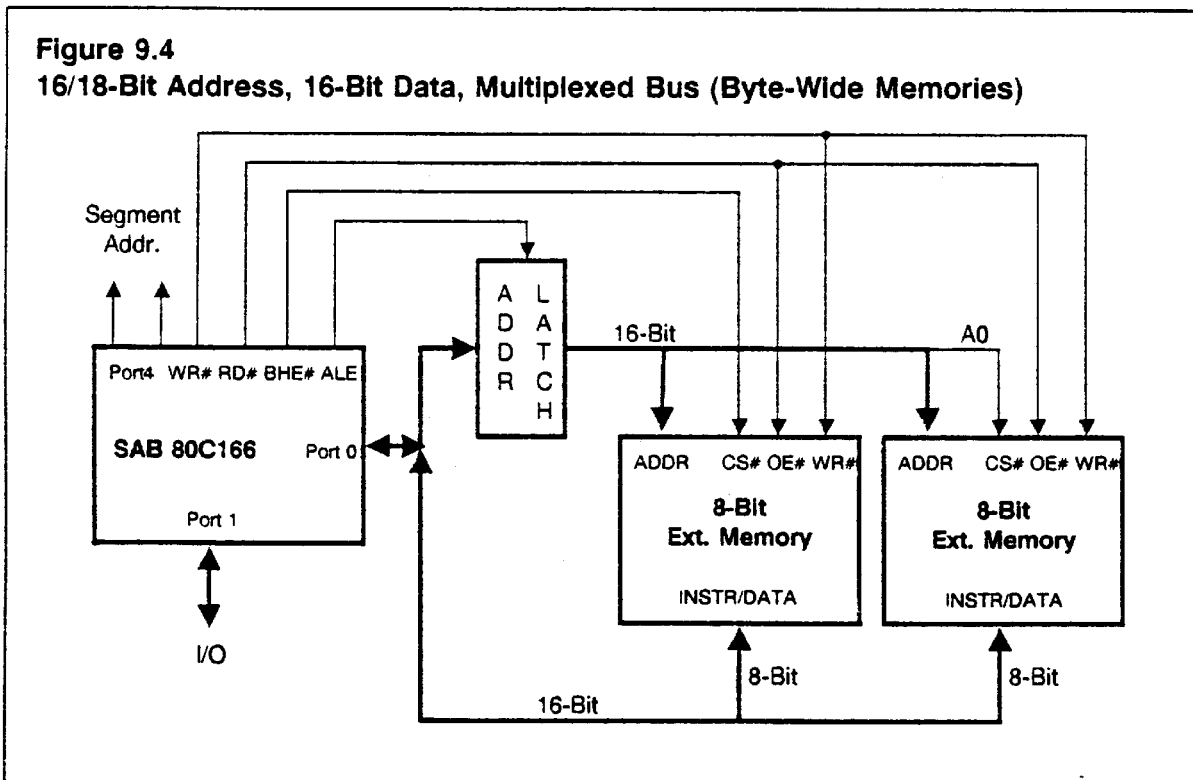 Figure 9.4
16/18-Bit Address, 16-Bit Data, Multiplexed Bus (Byte-Wide Memories)
Segment
Addr.
ADDR LATCH
16-Bit
A0
Port4 WR# RD# BHE# ALE
SAB 80C166
Port 0
Port 1
I/O
ADDR CS# OE# WR#
8-Bit
Ext. Memory
INSTR/DATA
ADDR CS# OE# WR#
8-Bit
Ext. Memory
INSTR/DATA
8-Bit
8-Bit
16-Bit